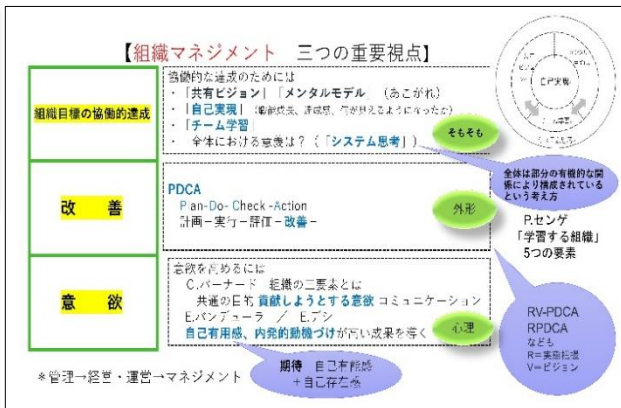 【組織マネジメント　三つの重要視点】
組織目標の協働的達成
協働的な達成のためには
・「共有ビジョン」「メンタルモデル」（あこがれ）
・「自己実現」
・「チーム学習」
・　全体における意義は？（「システム思考」）
そもそも
自己実現
全体は部分の有機的な関
係により構成されている
という考え方
P.センゲ
「学習する組織」
5つの要素
改　善
PDCA
Plan-Do- Check -Action
計画－実行－評価－改善－
外形
意　欲
意欲を高めるには
C.バーナード　組織の三要素とは
共通の目的 貢献しようとする意欲 コミュニケーション
E.バンデューラ　／　E.デシ
自己有用感、内発的動機づけが高い成果を導く
心理
RV-PDCA
RPDCA
なども
R=実態把握
V=ビジョン
期待　自己有能感
＋自己存在感
＊管理→経営・運営→マネジメント